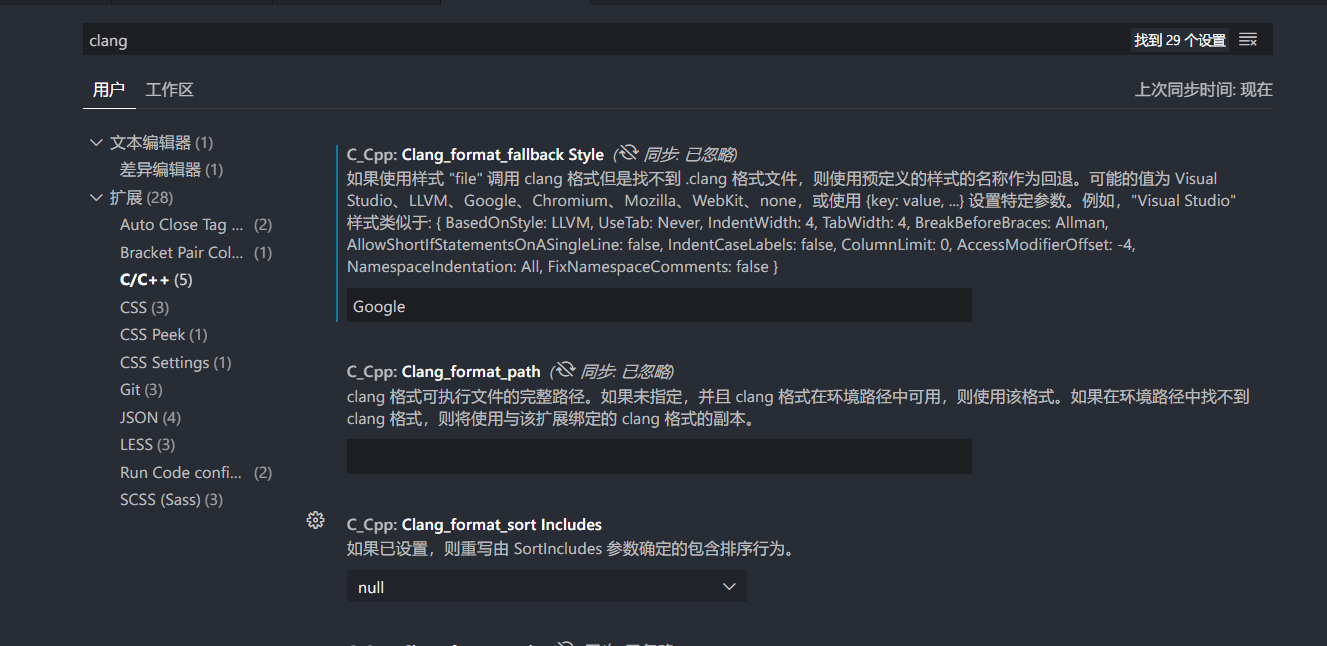 clang
找到 29 个设置
用户
工作区
上次同步时间: 现在
文本编辑器 (1)
差异编辑器 (1)
扩展 (28)
Auto Close Tag ... (2)
Bracket Pair Col... (1)
C/C++ (5)
CSS (3)
CSS Peek (1)
CSS Settings (1)
Git (3)
JSON (4)
LESS (3)
Run Code confi... (2)
SCSS (Sass) (3)
C_Cpp: Clang_format_fallback Style (同步: 已忽略)
如果使用样式 "file" 调用 clang 格式但是找不到 .clang 格式文件，则使用预定义的样式的名称作为回退。可能的值为 Visual
Studio、LLVM、Google、Chromium、Mozilla、WebKit、none，或使用 {key: value, ...} 设置特定参数。例如，"Visual Studio"
样式类似于: { BasedOnStyle: LLVM, UseTab: Never, IndentWidth: 4, TabWidth: 4, BreakBeforeBraces: Allman,
AllowShortIfStatementsOnASingleLine: false, IndentCaseLabels: false, ColumnLimit: 0, AccessModifierOffset: -4,
NamespaceIndentation: All, FixNamespaceComments: false }
Google
C_Cpp: Clang_format_path (同步: 已忽略)
clang 格式可执行文件的完整路径。如果未指定，并且 clang 格式在环境路径中可用，则使用该格式。如果在环境路径中找不到
clang 格式，则将使用与该扩展绑定的 clang 格式的副本。
C_Cpp: Clang_format_sort Includes
如果已设置，则重写由 SortIncludes 参数确定的包含排序行为。
null